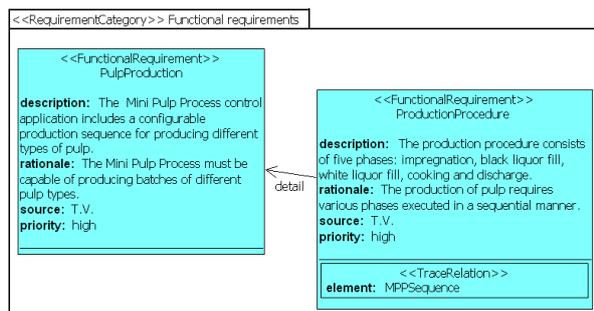 <<RequirementCategory>> Functional requirements
<<FunctionalRequirement>>
PulpProduction
description: The Mini Pulp Process control
application includes a configurable
production sequence for producing different
types of pulp.
rationale: The Mini Pulp Process must be
capable of producing batches of different
pulp types.
source: T.V.
priority: high
detail
<<FunctionalRequirement>>
ProductionProcedure
description: The production procedure consists
of five phases: impregnation, black liquor fill,
white liquor fill, cooking and discharge.
rationale: The production of pulp requires
various phases executed in a sequential manner.
source: T.V.
priority: high
<<TraceRelation>>
element: MPPSequence